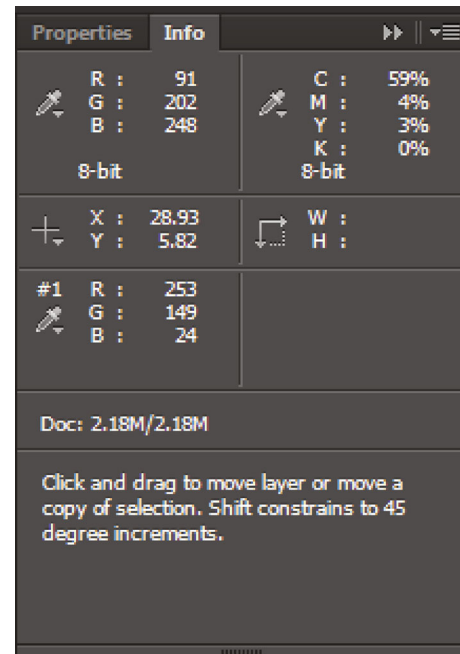 Properties Info
R : 91 C : 59%
G : 202 M : 4%
B : 248 Y : 3%
K : 0%
8-bit 8-bit
X : 28.93 W :
Y : 5.82 H :
#1 R : 253
G : 149
B : 24
Doc: 2.18M/2.18M
Click and drag to move layer or move a
copy of selection. Shift constrains to 45
degree increments.